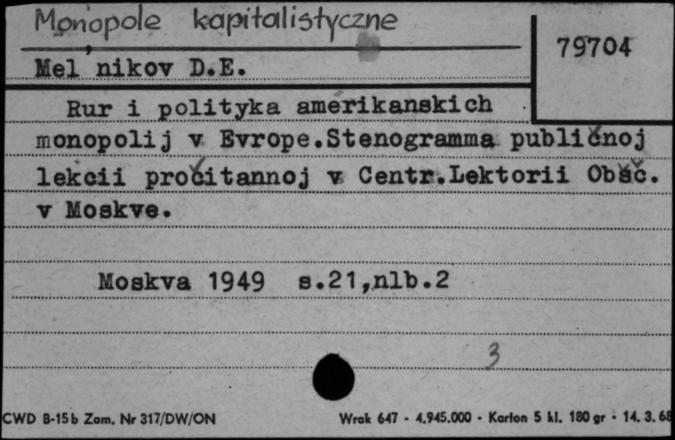 Monopole kapitalistyczne
79704
Mel'nikov D.E.
Rur i polityka amerikanskich
monopolij v Evrope.Stenogramma publičnoj
lekcii pročitannoj v Centr.Lektorii Obšč.
v Moskve.
Moskva 1949 s.21,nlb.2
3
CWD B-15b Zam. Nr 317/DW/ON Wrak 647 - 4.945.000 - Karton 5 kl. 180 gr - 14. 3. 68